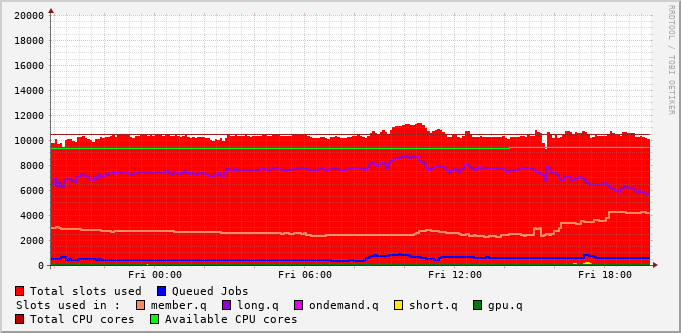 20000
18000
16000
14000
12000
10000
8000
6000
4000
2000
0
Fri 00:00 Fri 06:00 Fri 12:00 Fri 18:00
RRDTOOL / TOBI OETIKER
Total slots used Queued Jobs
Slots used in : member.q long.q ondemand.q short.q gpu.q
Total CPU cores Available CPU cores